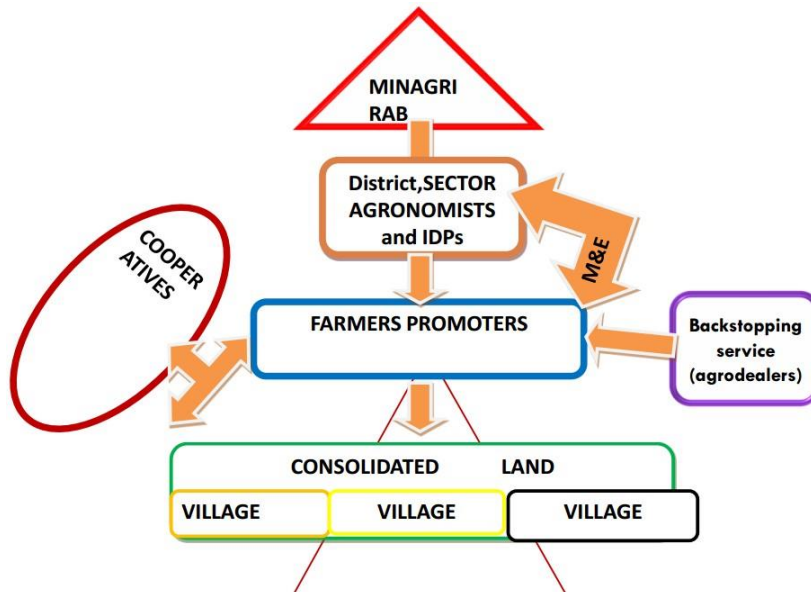 MINAGRI
RAB
District,SECTOR
AGRONOMISTS
and IDPs
COOPER
ATIVES
M&E
FARMERS PROMOTERS
Backstopping
service
(agrodealers)
CONSOLIDATED LAND
VILLAGE VILLAGE VILLAGE